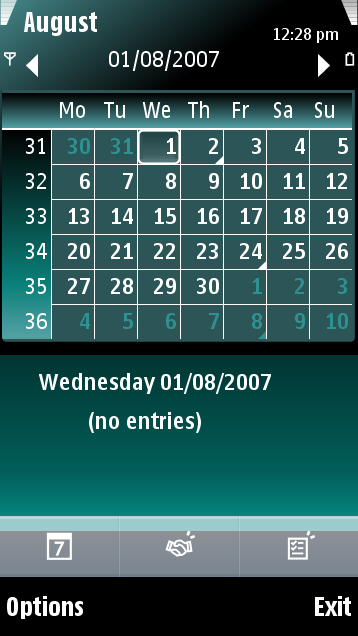 August
12:28 pm
01/08/2007
Mo Tu We Th Fr Sa Su
31 30 31 1 2 3 4 5
32 6 7 8 9 10 11 12
33 13 14 15 16 17 18 19
34 20 21 22 23 24 25 26
35 27 28 29 30 1 2 3
36 4 5 6 7 8 9 10
Wednesday 01/08/2007
(no entries)
7
Options Exit